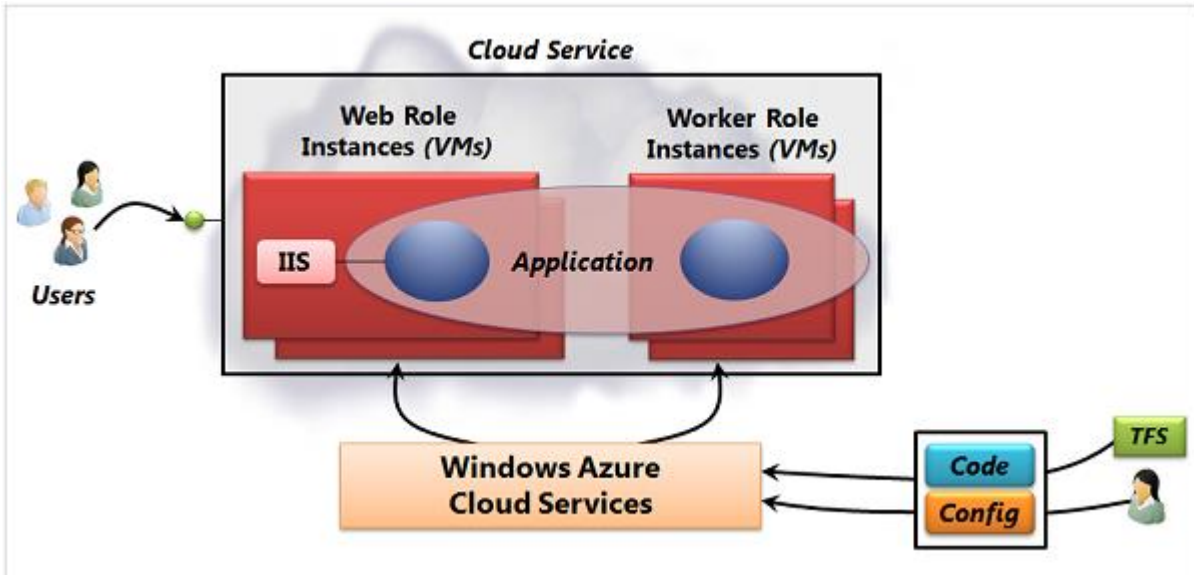 Cloud Service
Web Role
Instances (VMs)
Worker Role
Instances (VMs)
IIS
Application
Users
Windows Azure
Cloud Services
Code
Config
TFS